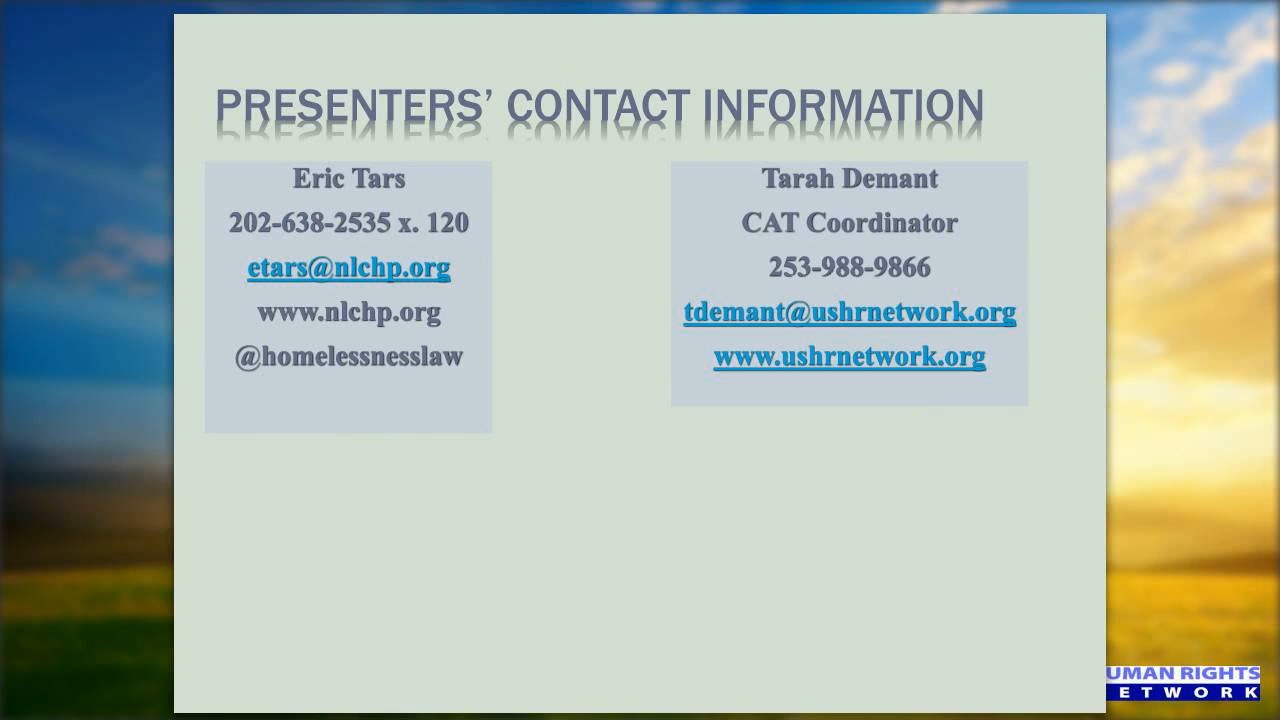 PRESENTERS’ CONTACT INFORMATION
Eric Tars
202-638-2535 x. 120
etars@nlchp.org
www.nlchp.org
@homelessnesslaw
Tarah Demant
CAT Coordinator
253-988-9866
tdemant@ushrnetwork.org
www.ushrnetwork.org
UMAN RIGHTS
ETWORK